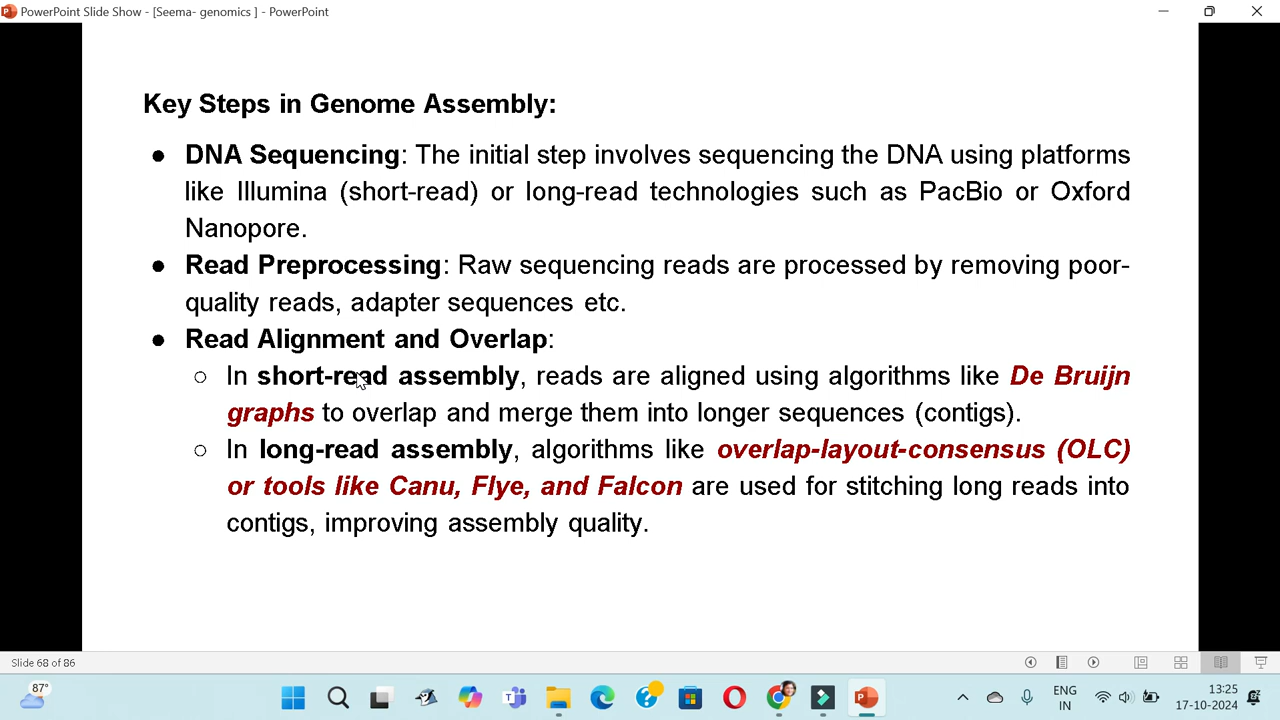 PowerPoint Slide Show - [Seema- genomics ] - PowerPoint
Key Steps in Genome Assembly:
● DNA Sequencing: The initial step involves sequencing the DNA using platforms
like Illumina (short-read) or long-read technologies such as PacBio or Oxford
Nanopore.
● Read Preprocessing: Raw sequencing reads are processed by removing poor-
quality reads, adapter sequences etc.
● Read Alignment and Overlap:
○ In short-read assembly, reads are aligned using algorithms like De Bruijn
graphs to overlap and merge them into longer sequences (contigs).
○ In long-read assembly, algorithms like overlap-layout-consensus (OLC)
or tools like Canu, Flye, and Falcon are used for stitching long reads into
contigs, improving assembly quality.
Slide 68 of 86
87°
ENG
IN
13:25
17-10-2024